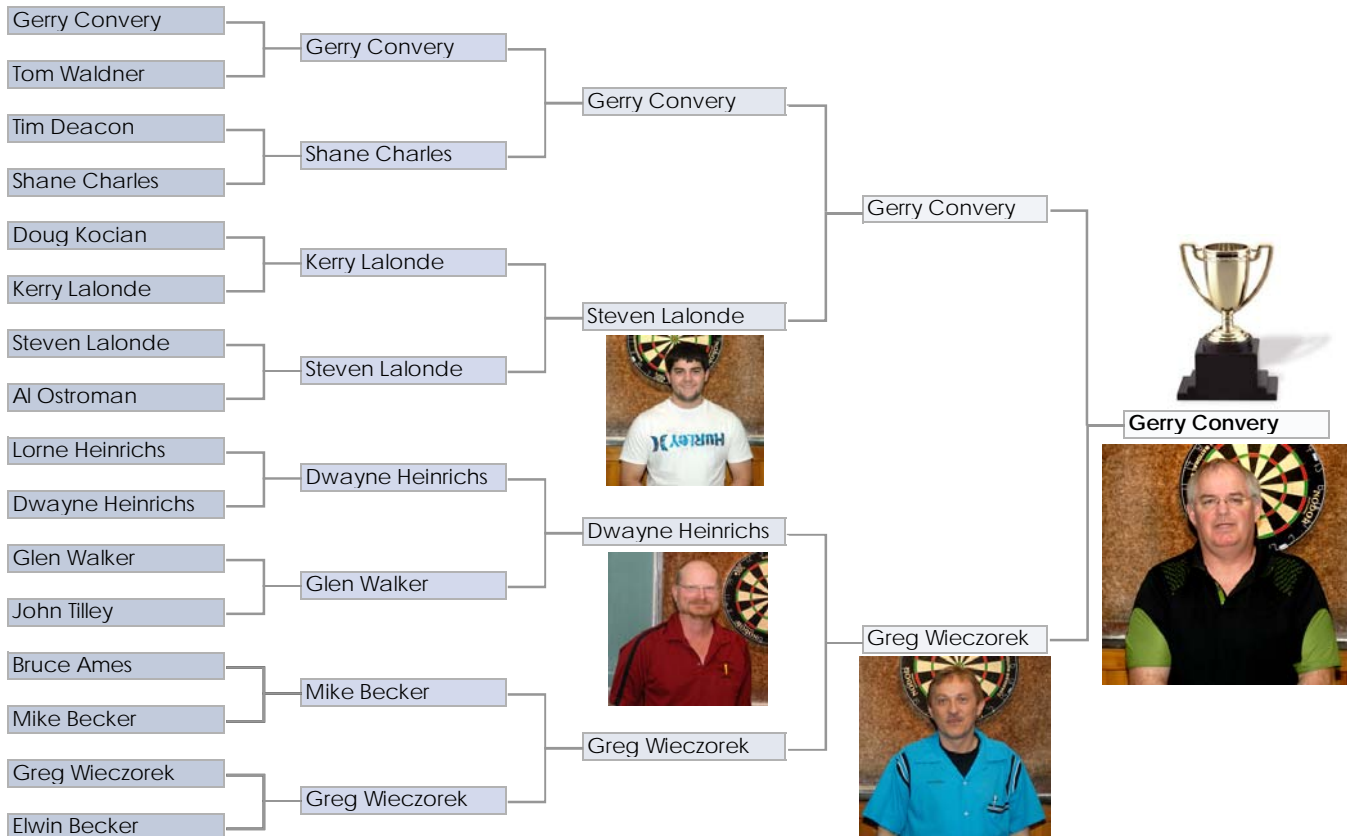 Gerry Convery
Tom Waldner
Tim Deacon
Shane Charles
Doug Kocian
Kerry Lalonde
Steven Lalonde
Al Ostroman
Lorne Heinrichs
Dwayne Heinrichs
Glen Walker
John Tilley
Bruce Ames
Mike Becker
Greg Wieczorek
Elwin Becker
Gerry Convery
Shane Charles
Kerry Lalonde
Steven Lalonde
Dwayne Heinrichs
Glen Walker
Mike Becker
Greg Wieczorek
Gerry Convery
Steven Lalonde
HURLEY
Dwayne Heinrichs
Greg Wieczorek
Gerry Convery
Greg Wieczorek
Gerry Convery
NODOR